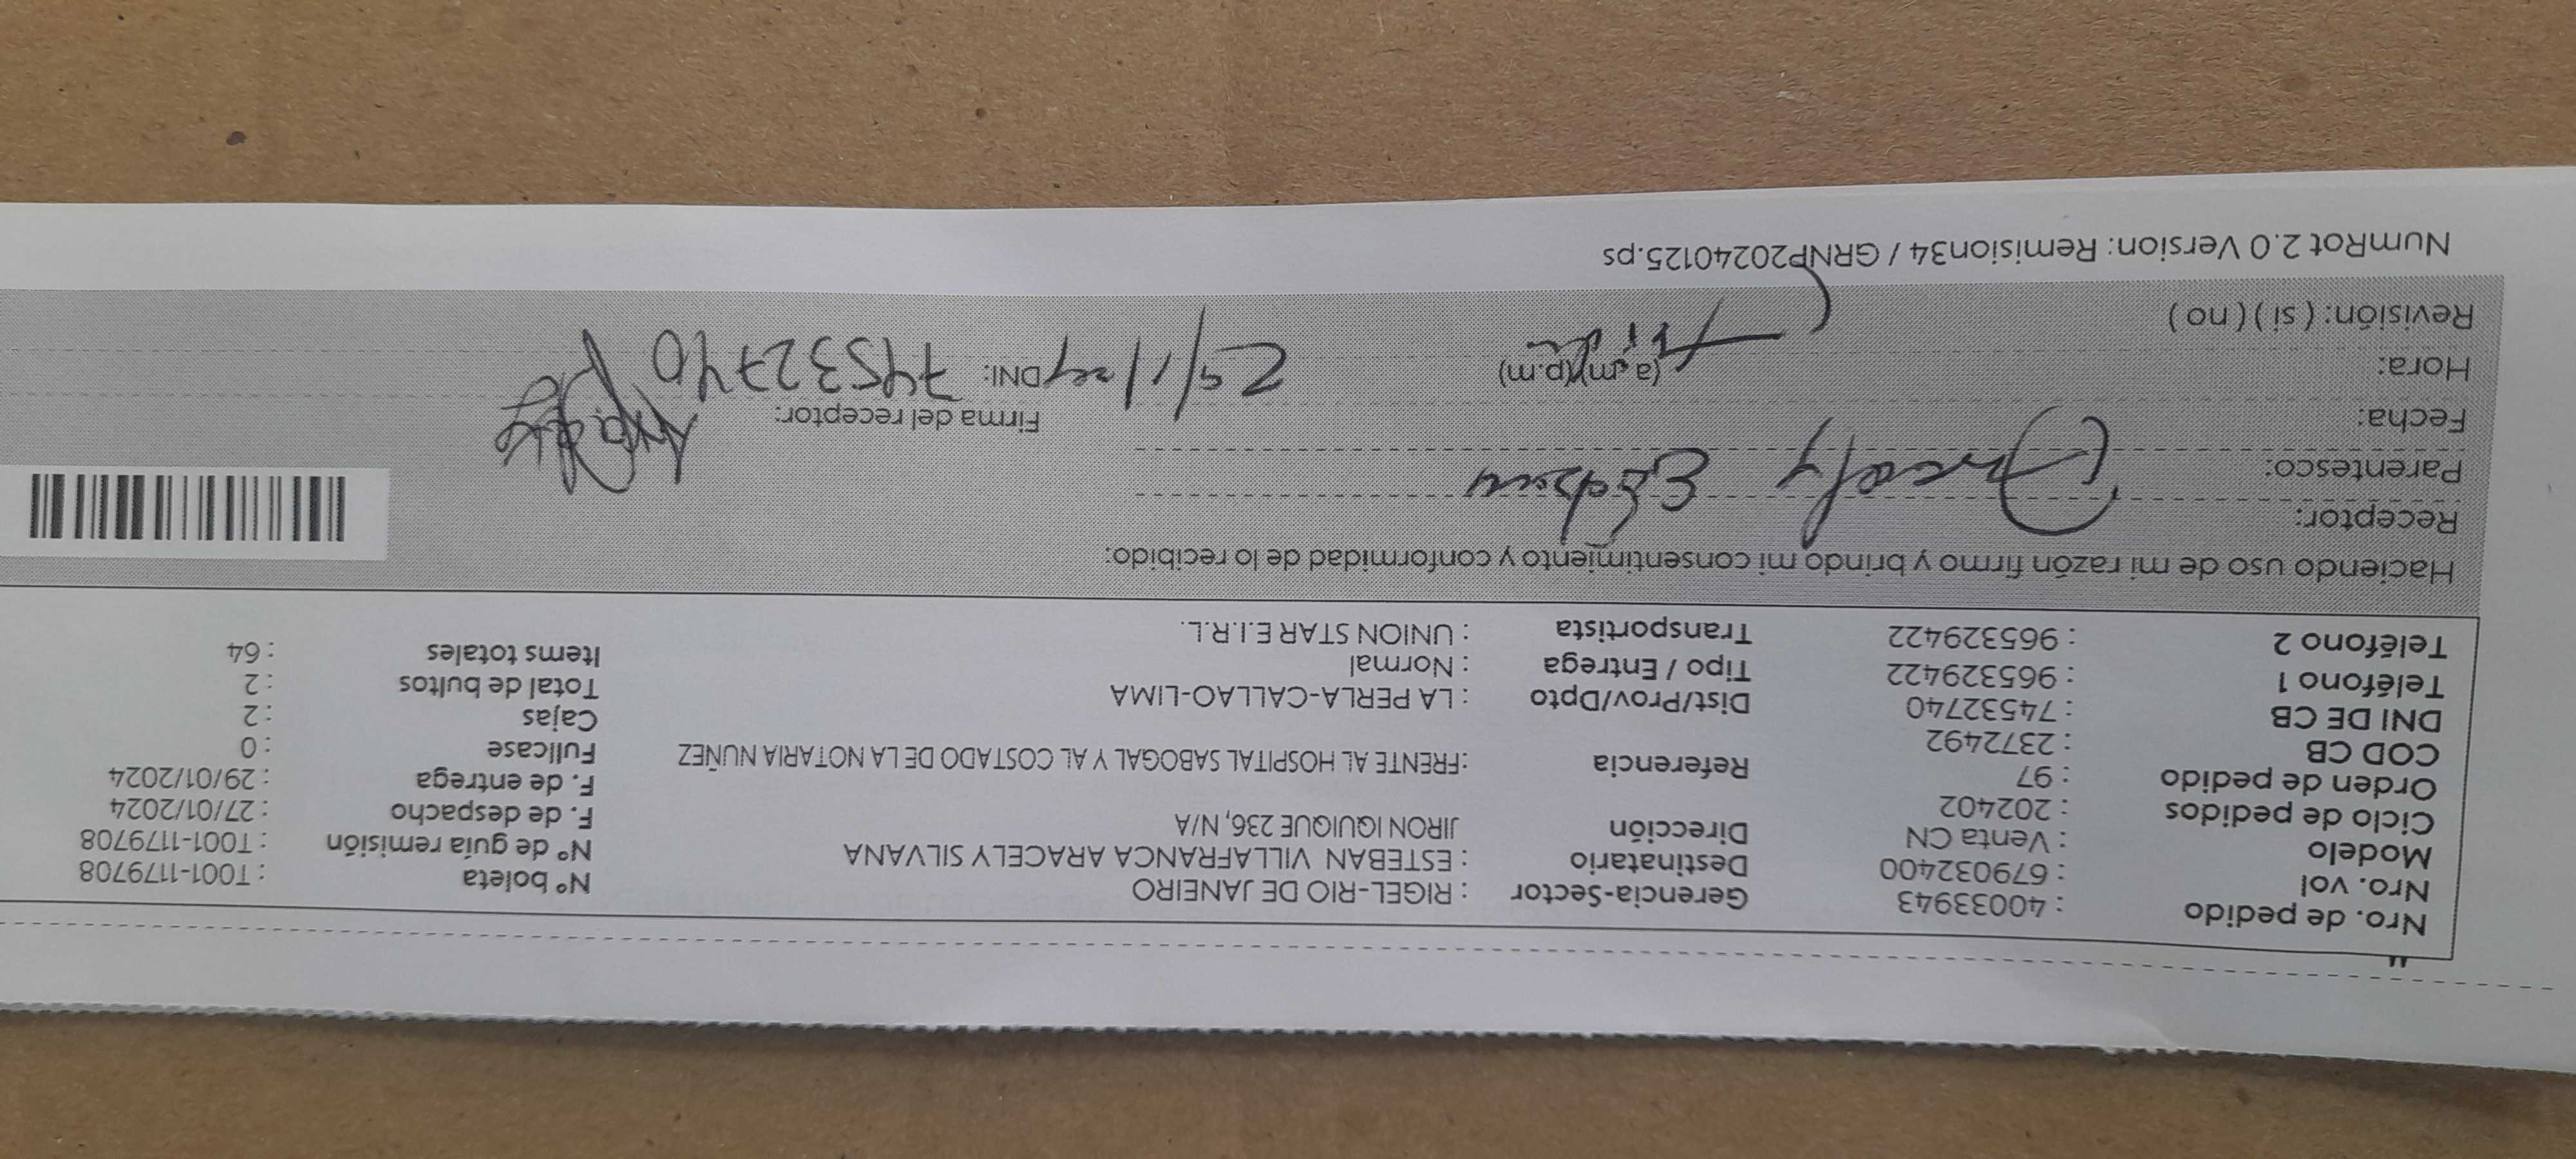 Nro. de pedido : 40033943 Gerencia-Sector : RIGEL-RIO DE JANEIRO N° boleta : T001-1179708
Nro. vol : 679032400 Destinatario : ESTEBAN VILLAFRANCA ARACELY SILVANA N° de guía remisión : T001-1179708
Modelo : Venta CN Dirección JIRON IQUIQUE 236, N/A F. de despacho : 27/01/2024
Ciclo de pedidos : 202402 F. de entrega : 29/01/2024
Orden de pedido : 97 Referencia :FRENTE AL HOSPITAL SABOGAL Y AL COSTADO DE LA NOTARIA NUÑEZ Fullcase : 0
COD CB : 2372492 Cajas : 2
DNI DE CB : 74532740 Dist/Prov/Dpto : LA PERLA-CALLAO-LIMA Total de bultos : 2
Teléfono 1 : 965329422 Tipo / Entrega : Normal Items totales : 64
Teléfono 2 : 965329422 Transportista : UNION STAR E.I.R.L.
Haciendo uso de mi razón firmo y brindo mi consentimiento y conformidad de lo recibido:
Receptor: Aracely Esteban
Parentesco:
Fecha: Firma del receptor:
Hora: (a.m)(p.m) DNI: 74532740
Revisión: ( si ) ( no )
NumRot 2.0 Version: Remision34 / GRNP20240125.ps